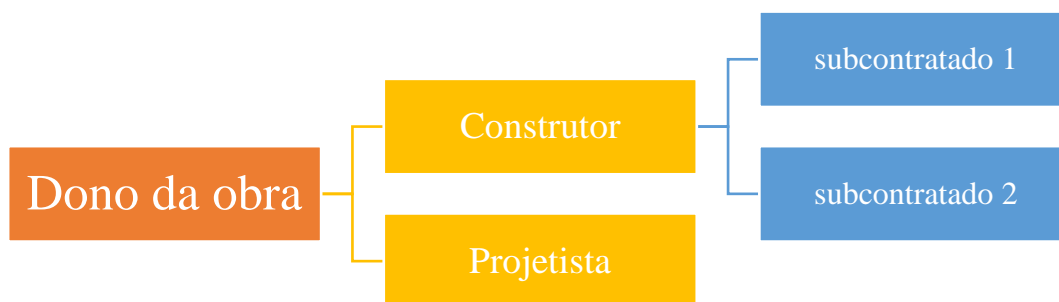 Dono da obra
Construtor
Projetista
subcontratado 1
subcontratado 2